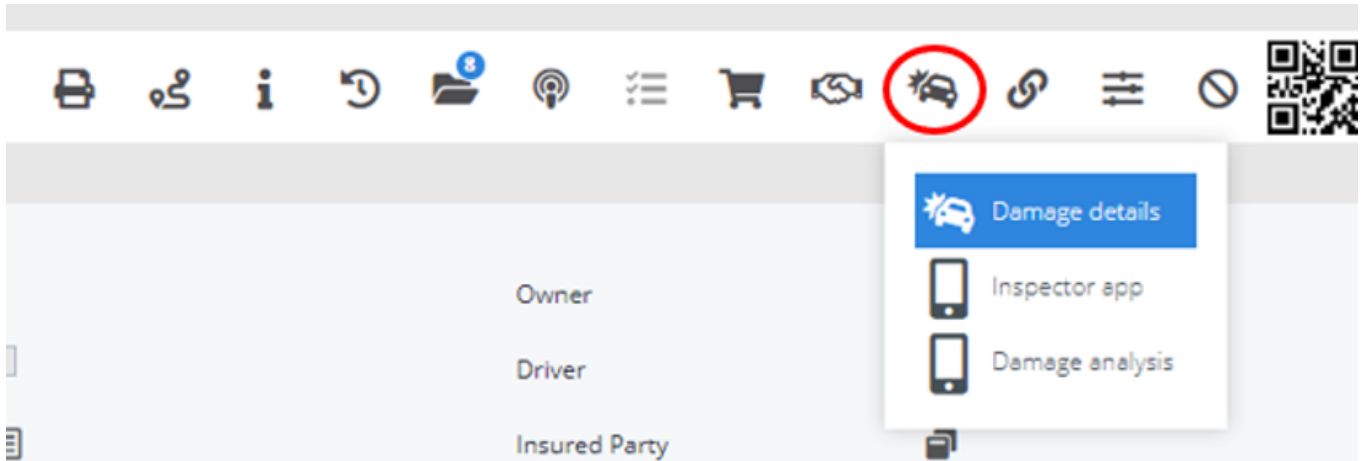 8
Damage details
Inspector app
Owner
Damage analysis
Driver
Insured Party